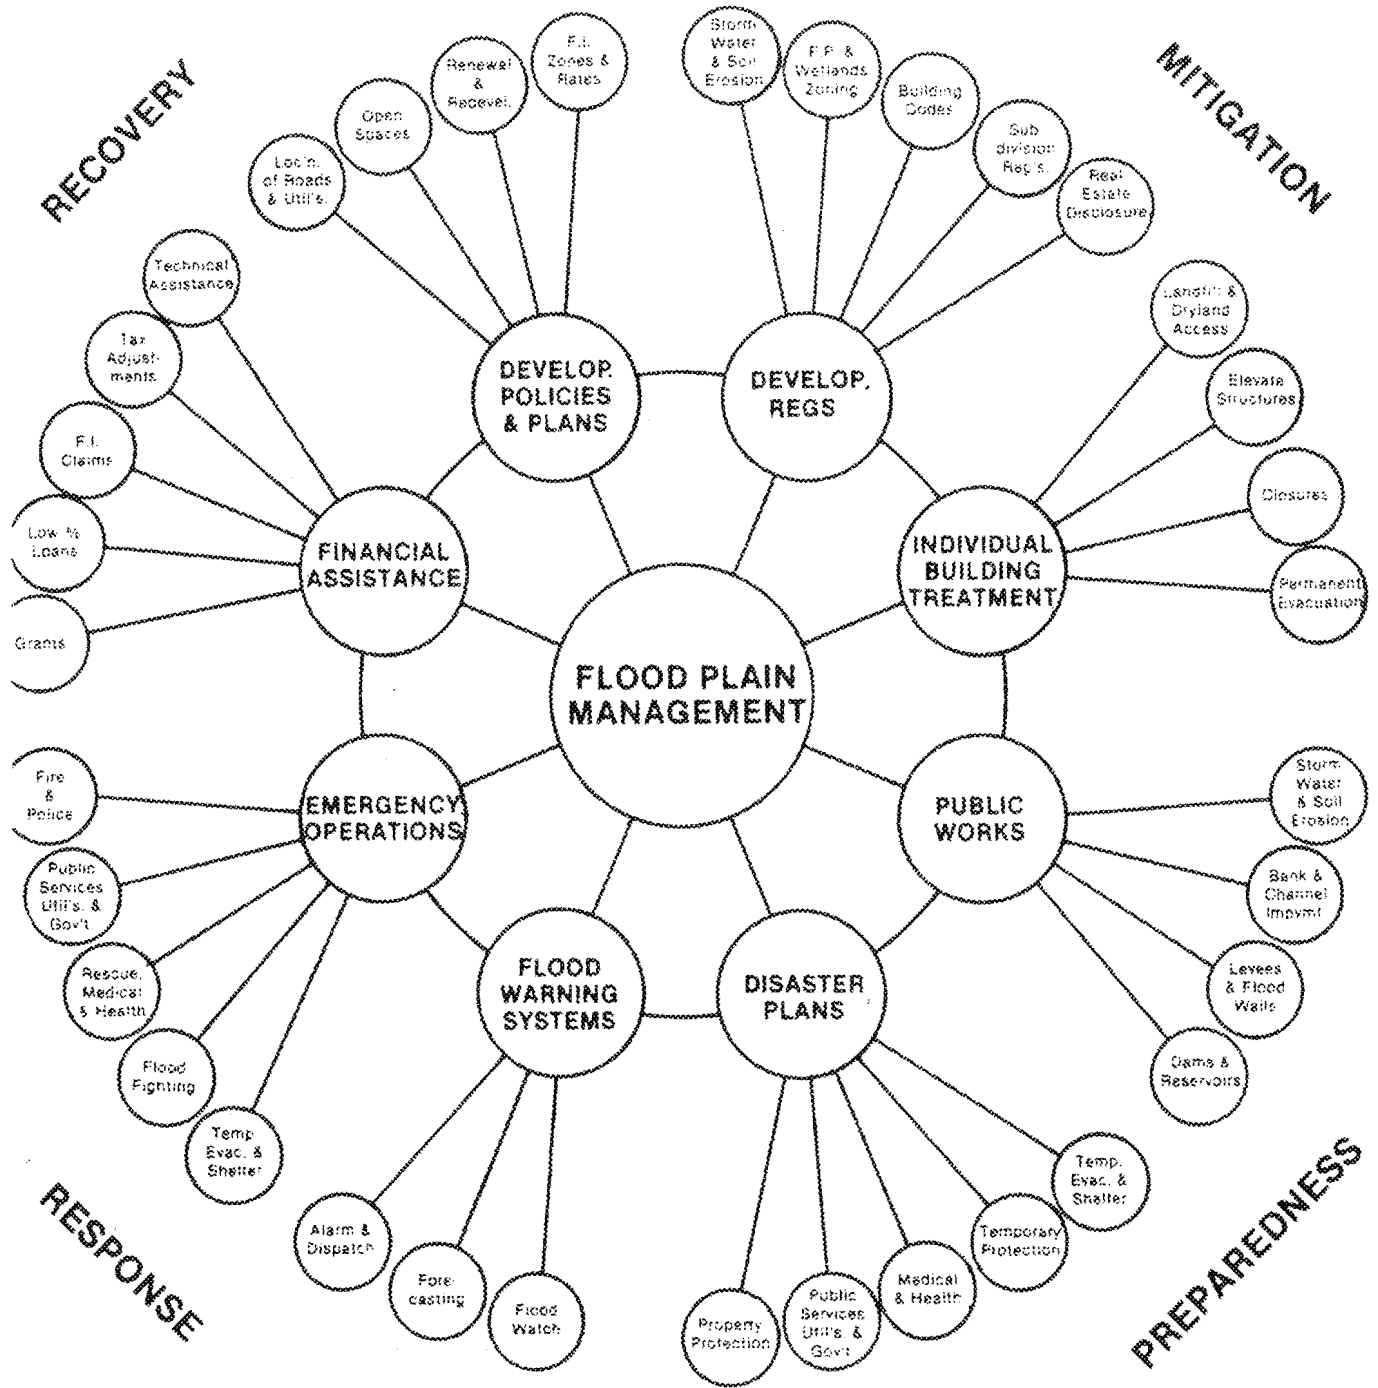 RECOVERY
MITIGATION
F.I.
Zones &
Rates
Renewal
&
Redevel.
Open
Spaces
Loc'n.
of Roads
& Util's.
Storm
Water
& Soil
Erosion
F.P. &
Wetlands
Zoning
Building
Codes
Sub
division
Reg's.
Real
Estate
Disclosure
Technical
Assistance
Tax
Adjust-
ments
F.I.
Claims
Low %
Loans
Grants
Landfill &
Dryland
Access
Elevate
Structures
Closures
Permanent
Evacuation
DEVELOP.
POLICIES
& PLANS
DEVELOP.
REGS
FINANCIAL
ASSISTANCE
INDIVIDUAL
BUILDING
TREATMENT
FLOOD PLAIN
MANAGEMENT
EMERGENCY
OPERATIONS
PUBLIC
WORKS
FLOOD
WARNING
SYSTEMS
DISASTER
PLANS
Fire
&
Police
Public
Services
Util's. &
Gov't.
Rescue,
Medical
& Health
Flood
Fighting
Temp.
Evac. &
Shelter
Storm
Water
& Soil
Erosion
Bank &
Channel
Impvmt.
Levees
& Flood
Walls
Dams &
Reservoirs
Alarm &
Dispatch
Fore-
casting
Flood
Watch
Property
Protection
Public
Services
Util's. &
Gov't.
Medical
& Health
Temporary
Protection
Temp.
Evac. &
Shelter
RESPONSE
PREPAREDNESS